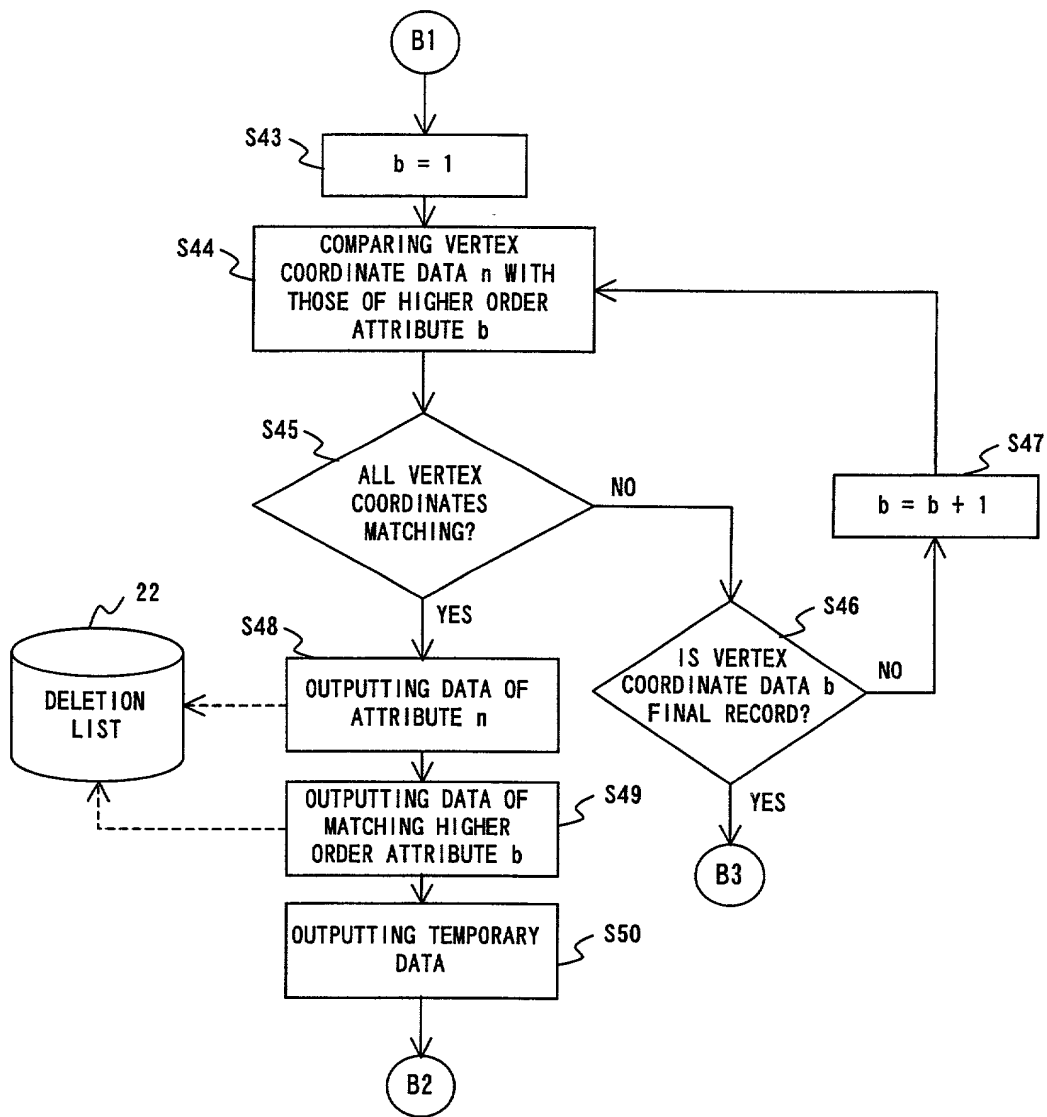 B1
S43
b = 1
S44
COMPARING VERTEX
COORDINATE DATA n WITH
THOSE OF HIGHER ORDER
ATTRIBUTE b
S45
ALL VERTEX
COORDINATES
MATCHING?
NO
YES
S47
b = b + 1
S46
IS VERTEX
COORDINATE DATA b
FINAL RECORD?
NO
YES
B3
22
DELETION
LIST
S48
OUTPUTTING DATA OF
ATTRIBUTE n
S49
OUTPUTTING DATA OF
MATCHING HIGHER
ORDER ATTRIBUTE b
S50
OUTPUTTING TEMPORARY
DATA
B2